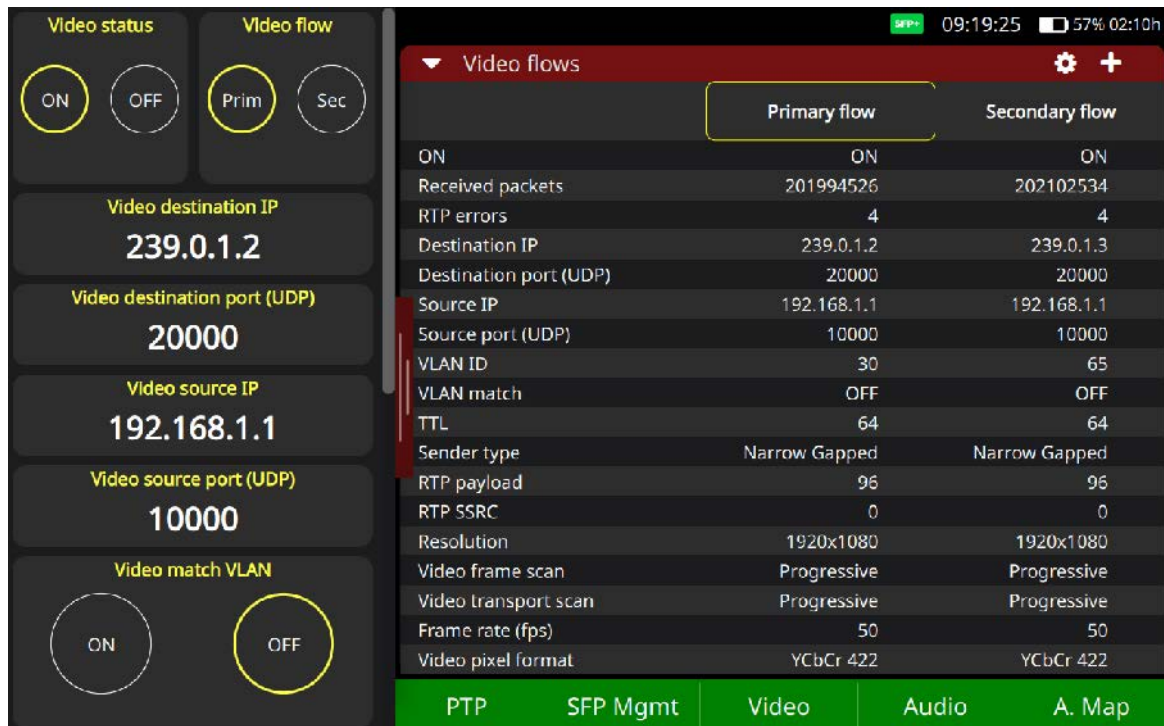 Video status
Video flow
ON
OFF
Prim
Sec
Video destination IP
239.0.1.2
Video destination port (UDP)
20000
Video source IP
192.168.1.1
Video source port (UDP)
10000
Video match VLAN
ON
OFF
SFP+ 09:19:25 57% 02:10h
Video flows
Primary flow Secondary flow
ON ON ON
Received packets 201994526 202102534
RTP errors 4 4
Destination IP 239.0.1.2 239.0.1.3
Destination port (UDP) 20000 20000
Source IP 192.168.1.1 192.168.1.1
Source port (UDP) 10000 10000
VLAN ID 30 65
VLAN match OFF OFF
TTL 64 64
Sender type Narrow Gapped Narrow Gapped
RTP payload 96 96
RTP SSRC 0 0
Resolution 1920x1080 1920x1080
Video frame scan Progressive Progressive
Video transport scan Progressive Progressive
Frame rate (fps) 50 50
Video pixel format YCbCr 422 YCbCr 422
PTP SFP Mgmt Video Audio A. Map